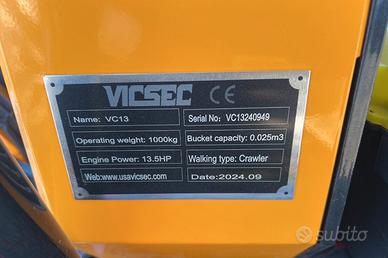 VICSEC CE
Name: VC13 Serial No: VC13240949
Operating weight: 1000kg Bucket capacity: 0.025m3
Engine Power: 13.5HP Walking type: Crawler
Web:www.usavicsec.com Date:2024.09
subito